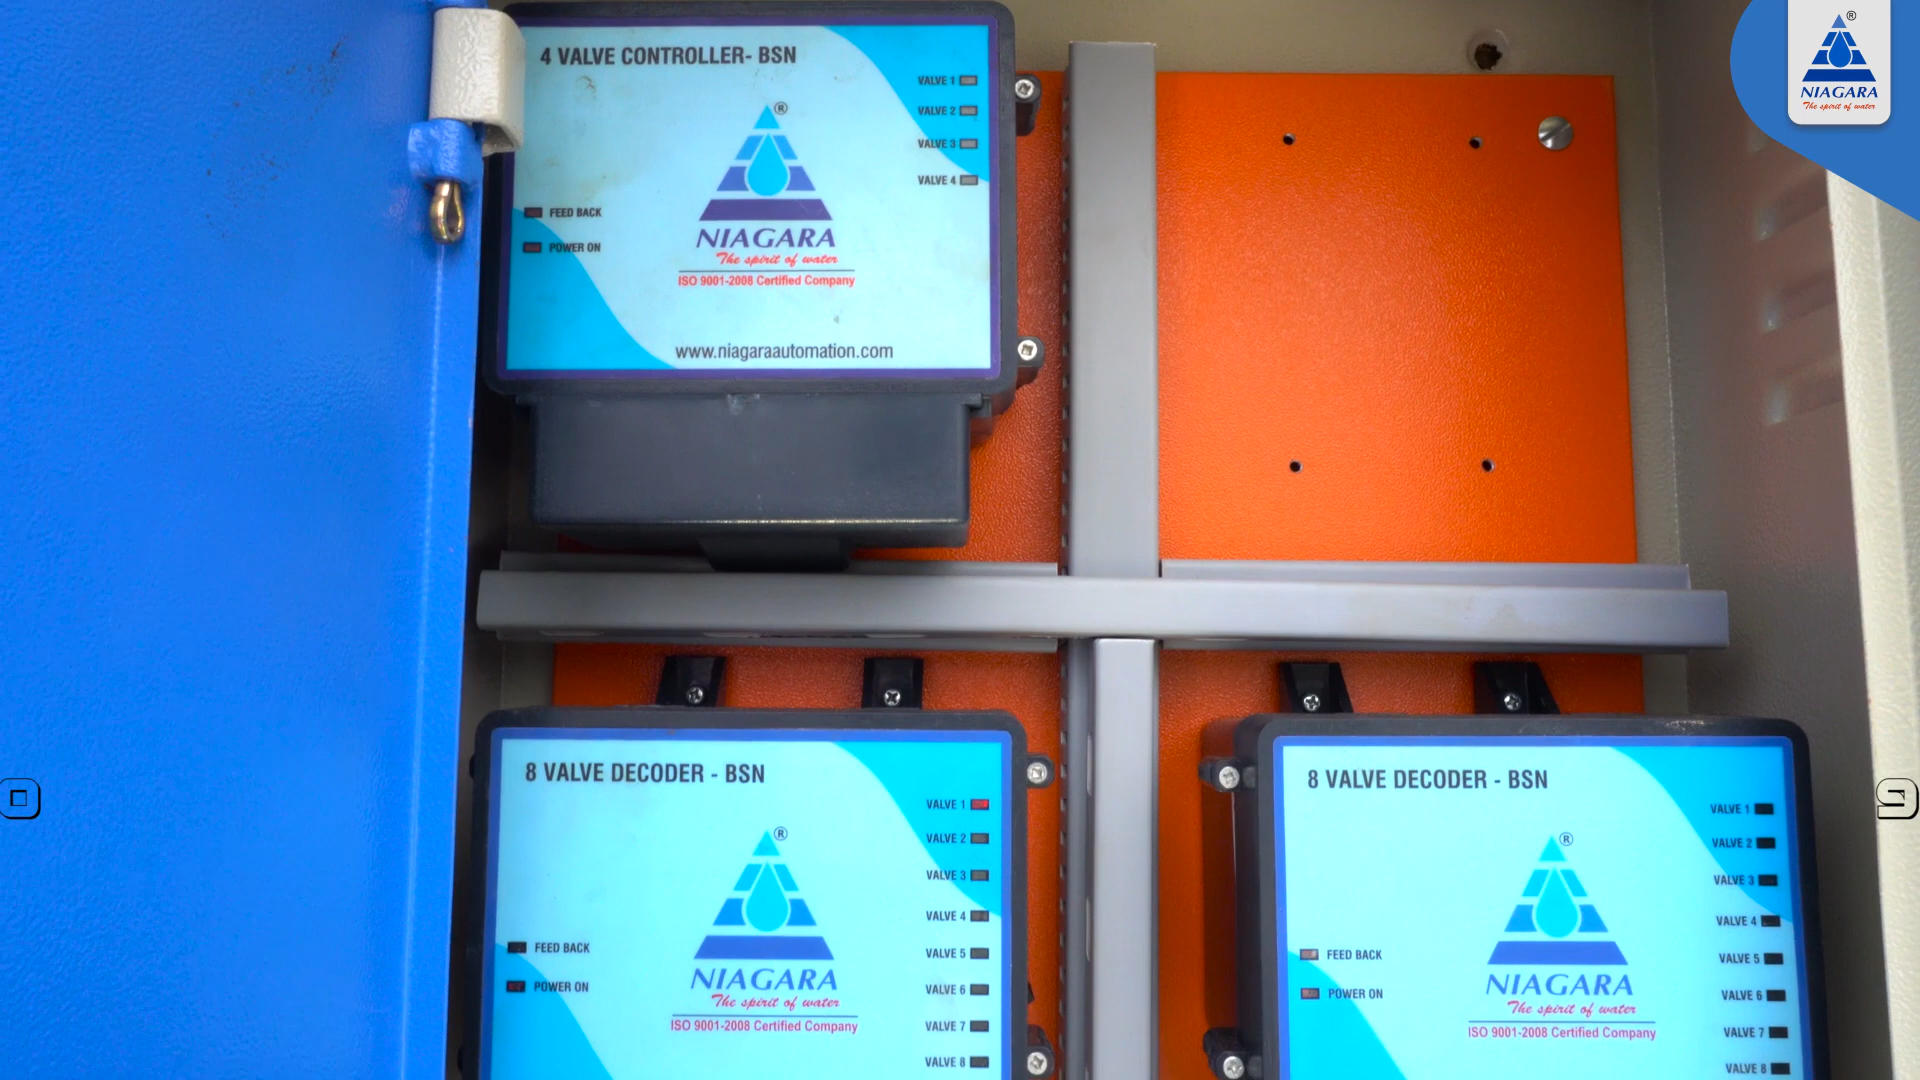 4 VALVE CONTROLLER- BSN
VALVE 1
VALVE 2
VALVE 3
VALVE 4
FEED BACK
POWER ON
®
NIAGARA
The spirit of water
ISO 9001-2008 Certified Company
www.niagaraautomation.com
®
NIAGARA
The spirit of water
8 VALVE DECODER - BSN
VALVE 1
VALVE 2
VALVE 3
VALVE 4
VALVE 5
VALVE 6
VALVE 7
VALVE 8
FEED BACK
POWER ON
®
NIAGARA
The spirit of water
ISO 9001-2008 Certified Company
8 VALVE DECODER - BSN
VALVE 1
VALVE 2
VALVE 3
VALVE 4
VALVE 5
VALVE 6
VALVE 7
VALVE 8
FEED BACK
POWER ON
®
NIAGARA
The spirit of water
ISO 9001-2008 Certified Company